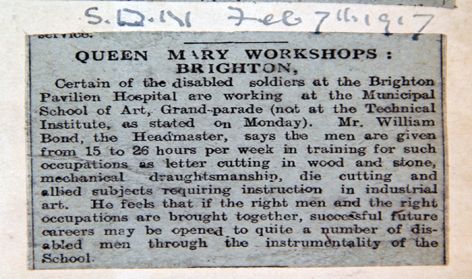 S.D.N Feb 7th 1917
service.
QUEEN MARY WORKSHOPS :
BRIGHTON,
Certain of the disabled soldiers at the Brighton
Pavilion Hospital are working at the Municipal
School of Art, Grand-parade (not at the Technical
Institute, as stated on Monday). Mr. William
Bond, the Headmaster, says the men are given
from 15 to 26 hours per week in training for such
occupations as letter cutting in wood and stone,
mechanical draughtsmanship, die cutting and
allied subjects requiring instruction in industrial
art. He feels that if the right men and the right
occupations are brought together, successful future
careers may be opened to quite a number of dis-
abled men through the instrumentality of the
School.